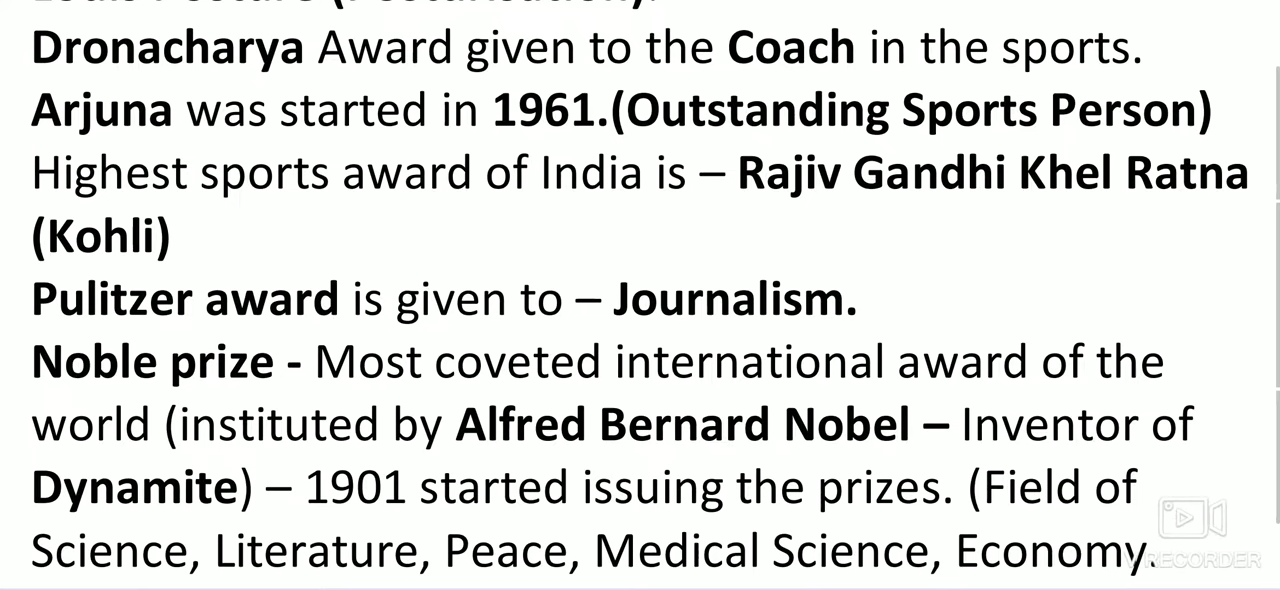 Dronacharya Award given to the Coach in the sports.
Arjuna was started in 1961.(Outstanding Sports Person)
Highest sports award of India is – Rajiv Gandhi Khel Ratna
(Kohli)
Pulitzer award is given to – Journalism.
Noble prize - Most coveted international award of the
world (instituted by Alfred Bernard Nobel – Inventor of
Dynamite) – 1901 started issuing the prizes. (Field of
Science, Literature, Peace, Medical Science, Economy.
RECORDER